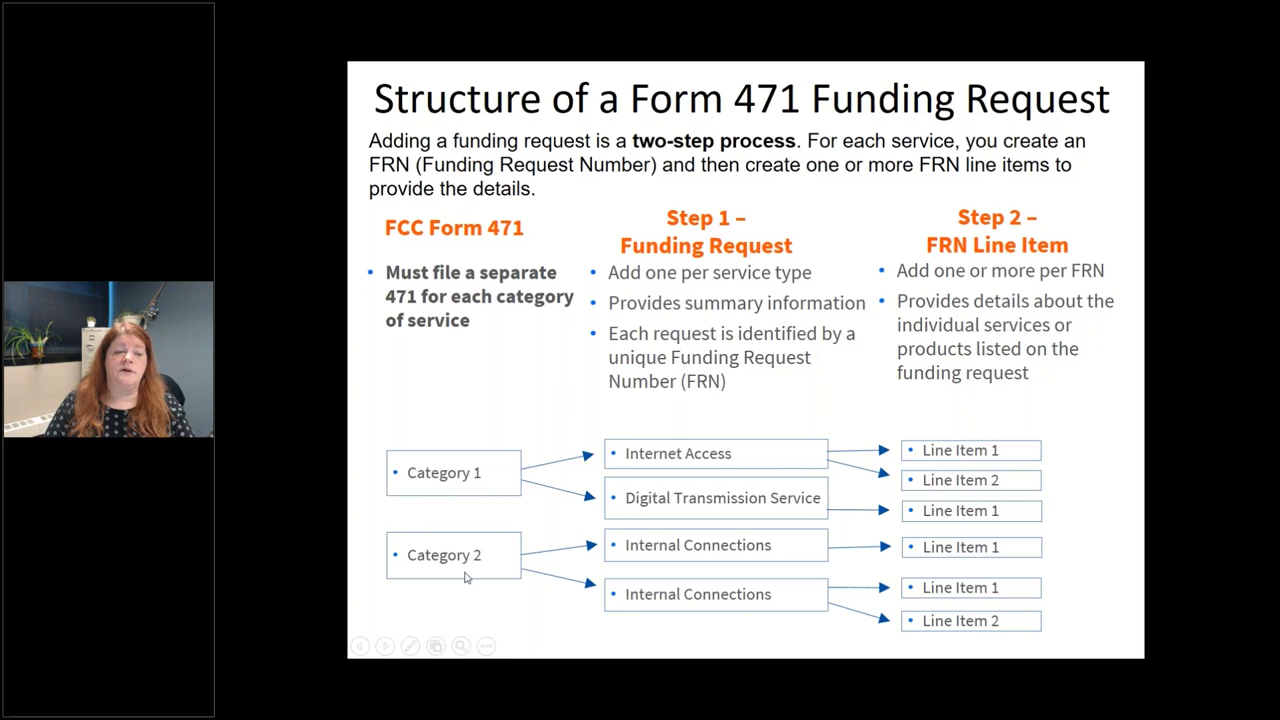 Structure of a Form 471 Funding Request
Adding a funding request is a two-step process. For each service, you create an
FRN (Funding Request Number) and then create one or more FRN line items to
provide the details.
FCC Form 471
• Must file a separate
471 for each category
of service
Step 1 –
Funding Request
• Add one per service type
• Provides summary information
• Each request is identified by a
unique Funding Request
Number (FRN)
Step 2 –
FRN Line Item
• Add one or more per FRN
• Provides details about the
individual services or
products listed on the
funding request
• Category 1
• Internet Access
• Line Item 1
• Line Item 2
• Digital Transmission Service
• Line Item 1
• Category 2
• Internal Connections
• Line Item 1
• Internal Connections
• Line Item 1
• Line Item 2